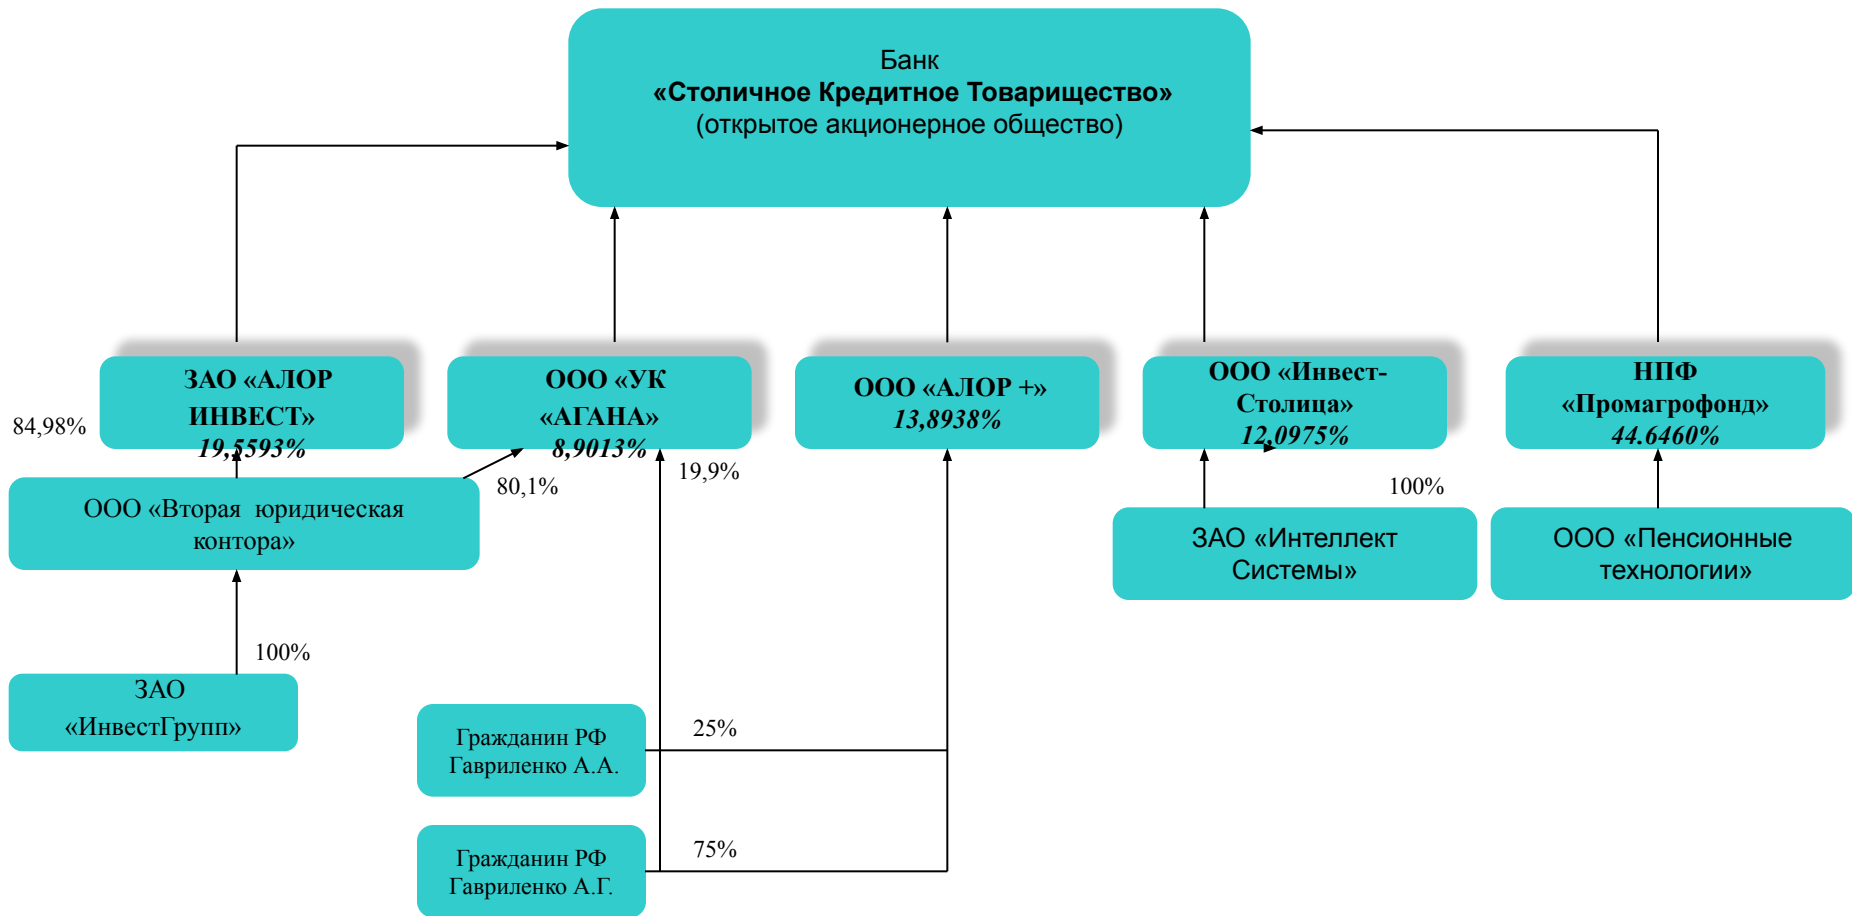 Банк
«Столичное Кредитное Товарищество»
(открытое акционерное общество)
ЗАО «АЛОР
ИНВЕСТ»
19,5593%
ООО «УК
«АГАНА»
8,9013%
ООО «АЛОР +»
13,8938%
ООО «Инвест-
Столица»
12,0975%
НПФ
«Промагрофонд»
44.6460%
84,98%
80,1%
19,9%
100%
ООО «Вторая юридическая
контора»
ЗАО «Интеллект
Системы»
ООО «Пенсионные
технологии»
100%
ЗАО
«ИнвестГрупп»
Гражданин РФ
Гавриленко А.А.
25%
Гражданин РФ
Гавриленко А.Г.
75%